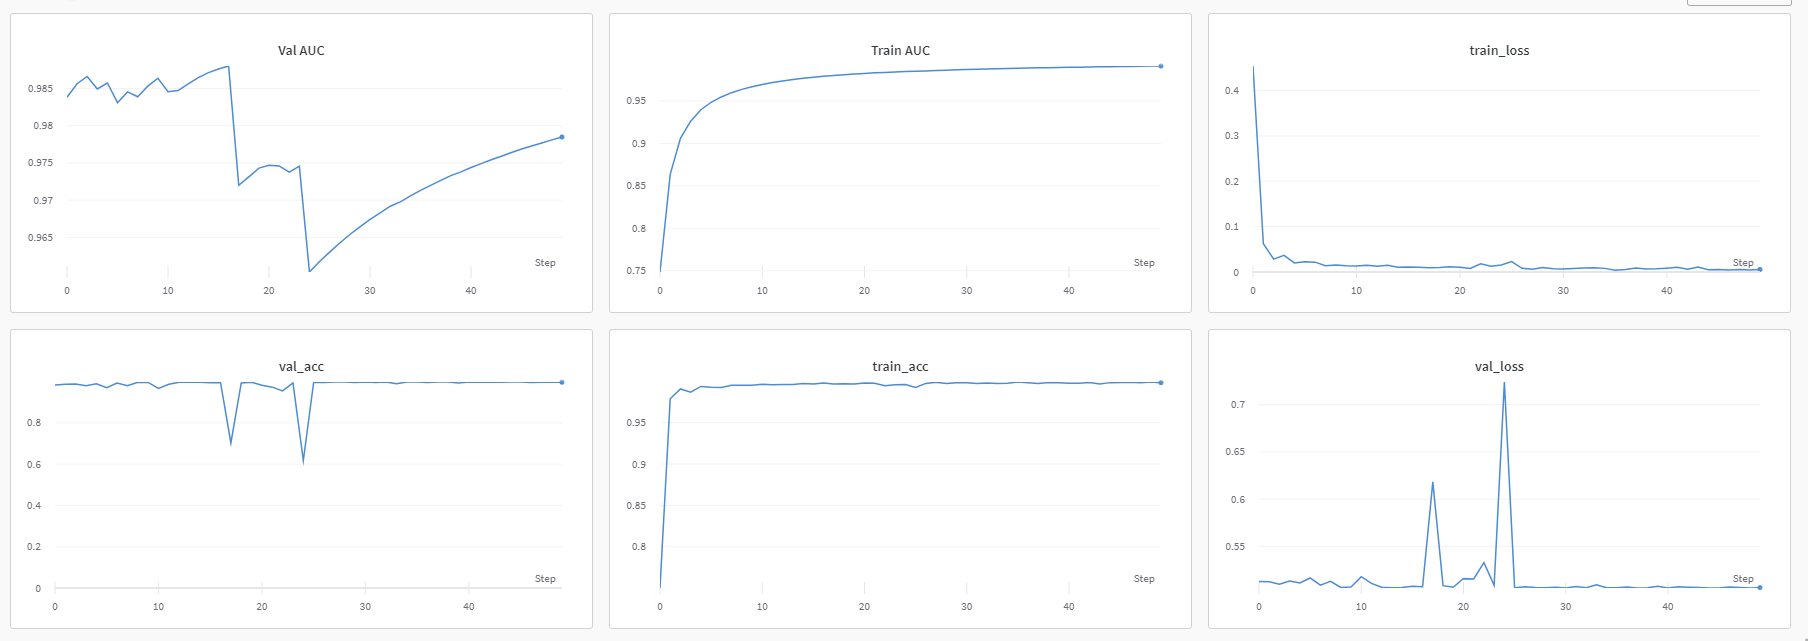 Val AUC
0.985
0.98
0.975
0.97
0.965
Step
0 10 20 30 40
Train AUC
0.95
0.9
0.85
0.8
0.75
Step
0 10 20 30 40
train_loss
0.4
0.3
0.2
0.1
0
Step
0 10 20 30 40
val_acc
0.8
0.6
0.4
0.2
0
Step
0 10 20 30 40
train_acc
0.95
0.9
0.85
0.8
Step
0 10 20 30 40
val_loss
0.7
0.65
0.6
0.55
Step
0 10 20 30 40